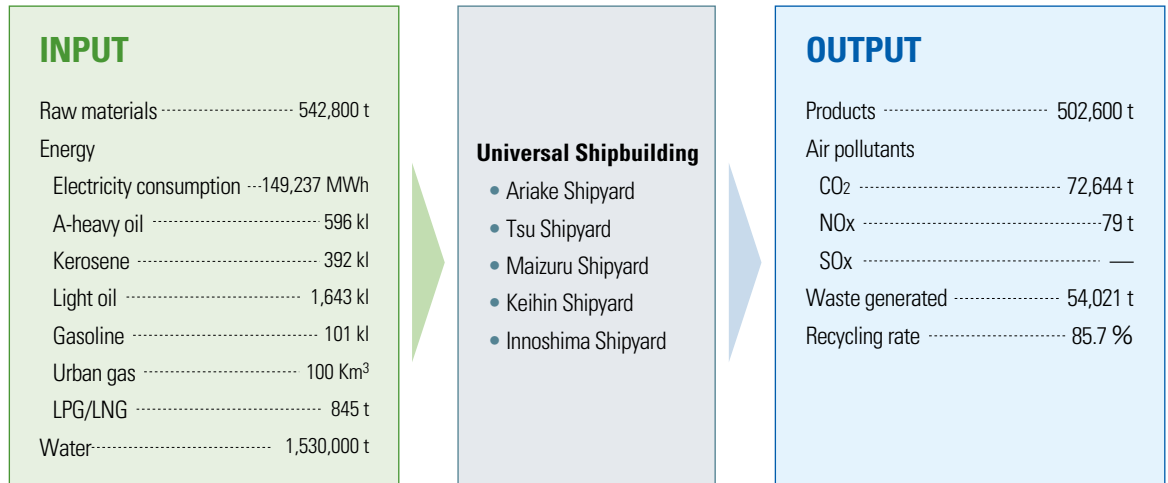 INPUT
Raw materials 542,800 t
Energy
Electricity consumption 149,237 MWh
A-heavy oil 596 kl
Kerosene 392 kl
Light oil 1,643 kl
Gasoline 101 kl
Urban gas 100 Km³
LPG/LNG 845 t
Water 1,530,000 t
Universal Shipbuilding
• Ariake Shipyard
• Tsu Shipyard
• Maizuru Shipyard
• Keihin Shipyard
• Innoshima Shipyard
OUTPUT
Products 502,600 t
Air pollutants
CO₂ 72,644 t
NOx 79 t
SOx —
Waste generated 54,021 t
Recycling rate 85.7 %